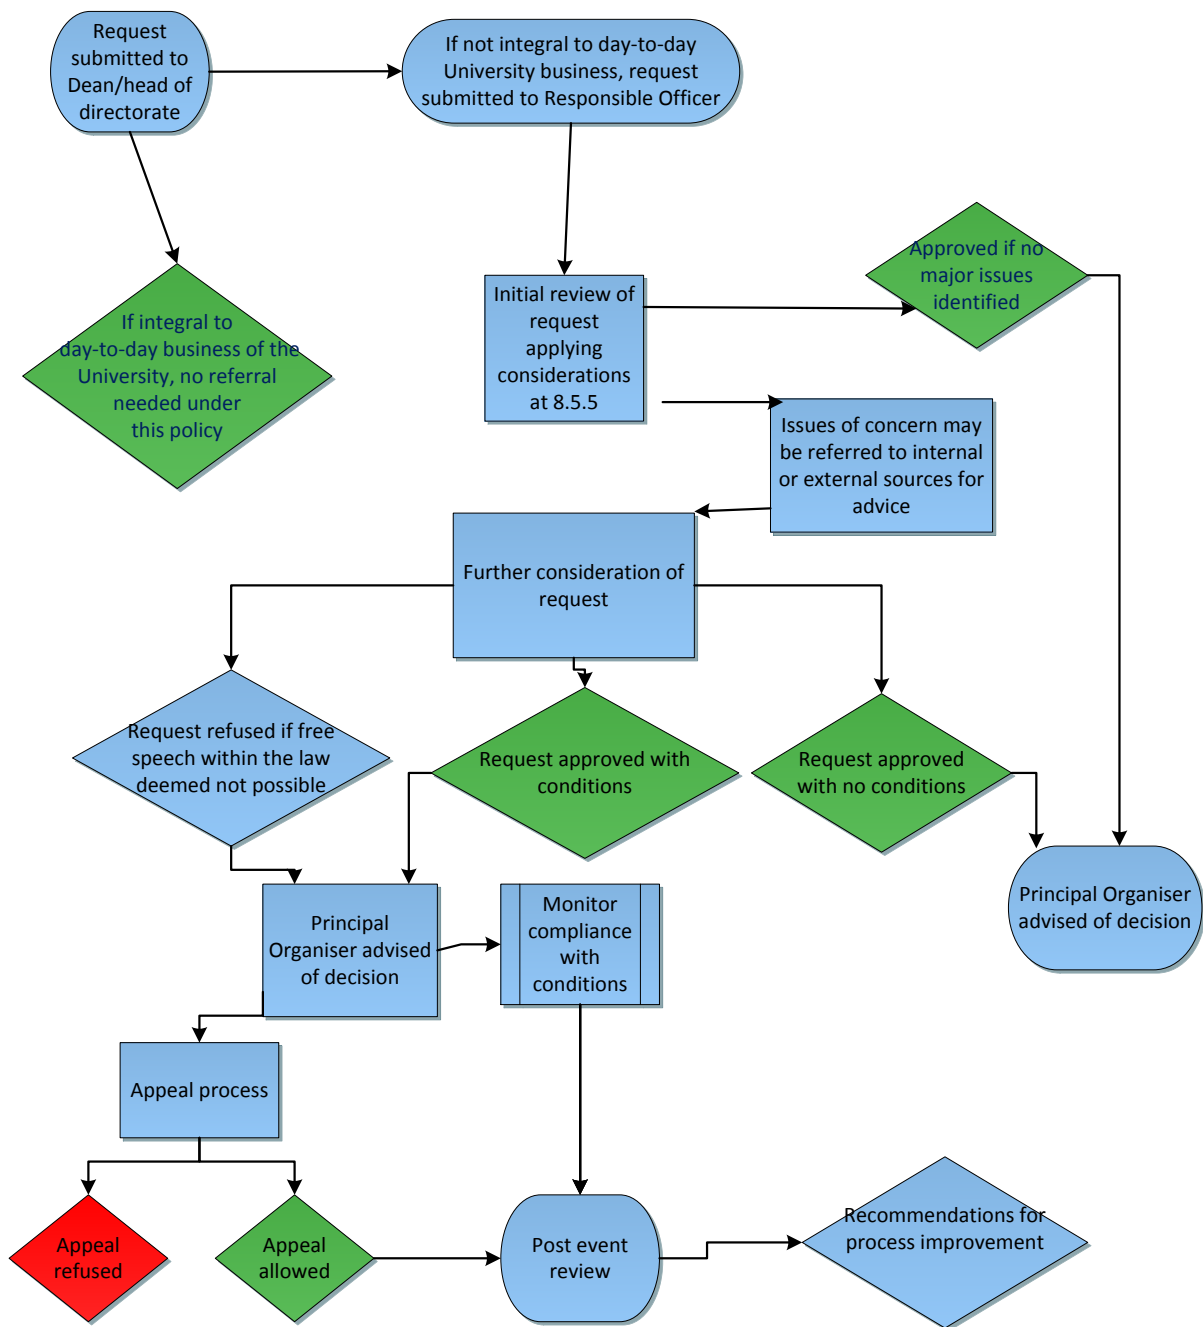 Request
submitted to
Dean/head of
directorate
If not integral to day-to-day
University business, request
submitted to Responsible Officer
Approved if no
major issues
identified
Initial review of
request
applying
considerations
at 8.5.5
If integral to
day-to-day business of the
University, no referral
needed under
this policy
Issues of concern may
be referred to internal
or external sources for
advice
Further consideration of
request
Request refused if free
speech within the law
deemed not possible
Request approved with
conditions
Request approved
with no conditions
Principal Organiser
advised of decision
Principal
Organiser advised
of decision
Monitor
compliance
with
conditions
Appeal process
Appeal
refused
Appeal
allowed
Post event
review
Recommendations for
process improvement